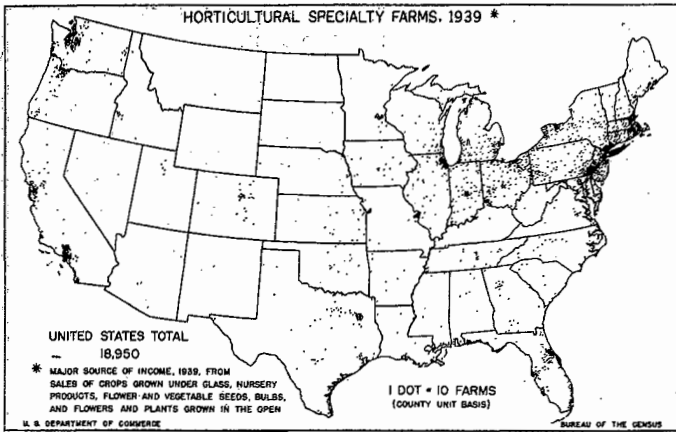 HORTICULTURAL SPECIALTY FARMS, 1939 *
UNITED STATES TOTAL
18,950
* MAJOR SOURCE OF INCOME, 1939, FROM
SALES OF CROPS GROWN UNDER GLASS, NURSERY
PRODUCTS, FLOWER AND VEGETABLE SEEDS, BULBS,
AND FLOWERS AND PLANTS GROWN IN THE OPEN
1 DOT = 10 FARMS
(COUNTY UNIT BASIS)
U. S. DEPARTMENT OF COMMERCE
BUREAU OF THE CENSUS